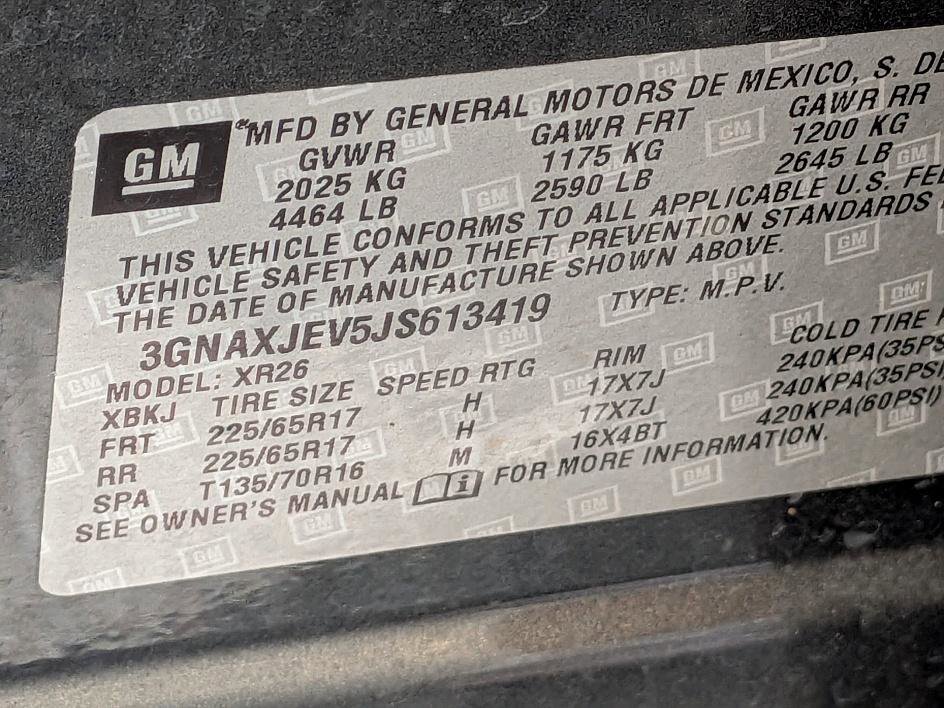 GM
MFD BY GENERAL MOTORS DE MEXICO, S. DE
GVWR GAWR FRT GAWR RR
2025 KG 1175 KG 1200 KG
4464 LB 2590 LB 2645 LB
THIS VEHICLE CONFORMS TO ALL APPLICABLE U.S.
VEHICLE SAFETY AND THEFT PREVENTION STANDARDS
THE DATE OF MANUFACTURE SHOWN ABOVE.
3GNAXJEV5JS613419 TYPE: M.P.V.
MODEL: XR26
XBKJ TIRE SIZE SPEED RTG RIM COLD TIRE
FRT 225/65R17 H 17X7J 240KPA(35PS
RR 225/65R17 H 17X7J 240KPA(35PSI
SPA T135/70R16 M 16X4BT 420KPA(60PSI)
SEE OWNER'S MANUAL i FOR MORE INFORMATION.